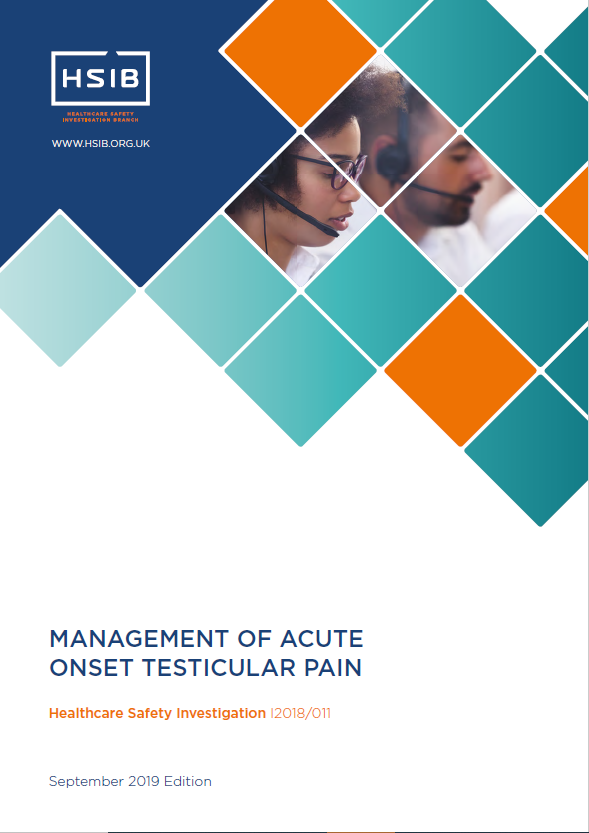 HSIB
HEALTHCARE SAFETY
INVESTIGATION BRANCH
WWW.HSIB.ORG.UK
MANAGEMENT OF ACUTE
ONSET TESTICULAR PAIN
Healthcare Safety Investigation I2018/011
September 2019 Edition